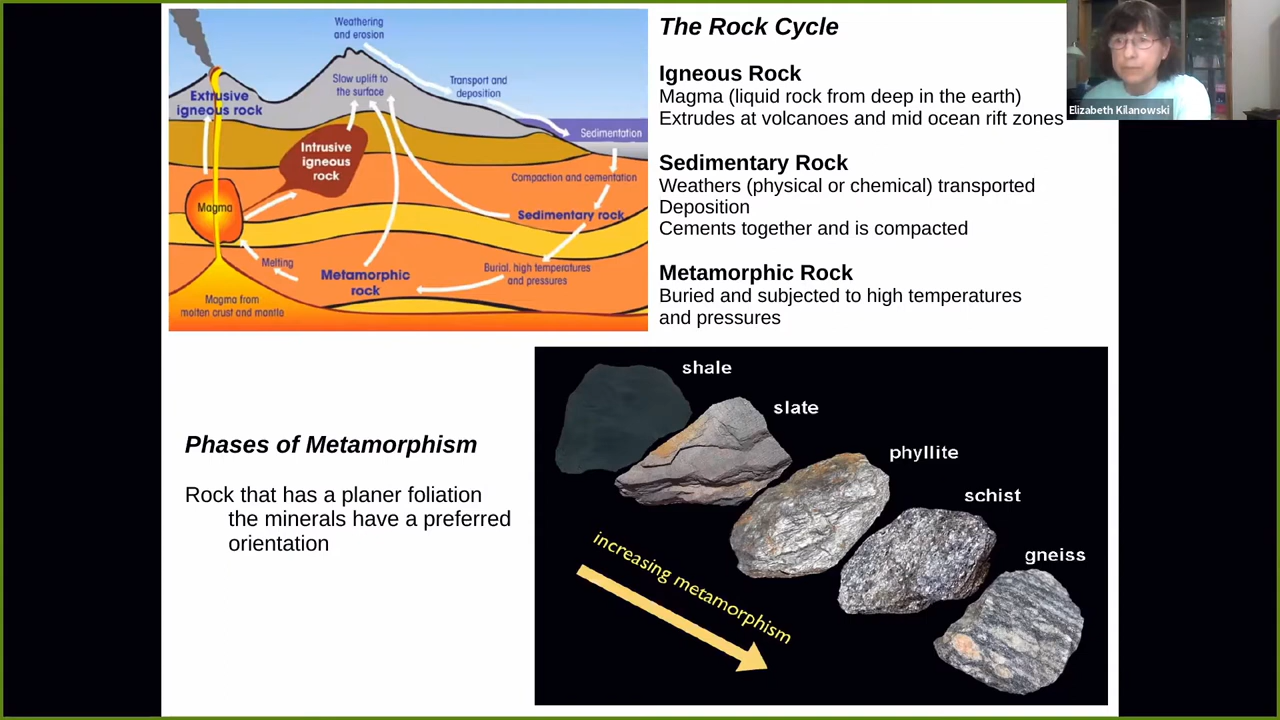 Weathering
and erosion
Slow uplift to
the surface
Transport and
deposition
Extrusive
igneous rock
Sedimentation
Intrusive
igneous
rock
Compaction and cementation
Magma
Sedimentary rock
Melting
Metamorphic
rock
Burial, high temperatures
and pressures
Magma from
molten crust and mantle
The Rock Cycle
Igneous Rock
Magma (liquid rock from deep in the earth)
Extrudes at volcanoes and mid ocean rift zones
Sedimentary Rock
Weathers (physical or chemical) transported
Deposition
Cements together and is compacted
Metamorphic Rock
Buried and subjected to high temperatures
and pressures
Elizabeth Kilanowski
Phases of Metamorphism
Rock that has a planer foliation
the minerals have a preferred
orientation
shale
slate
phyllite
schist
gneiss
increasing metamorphism